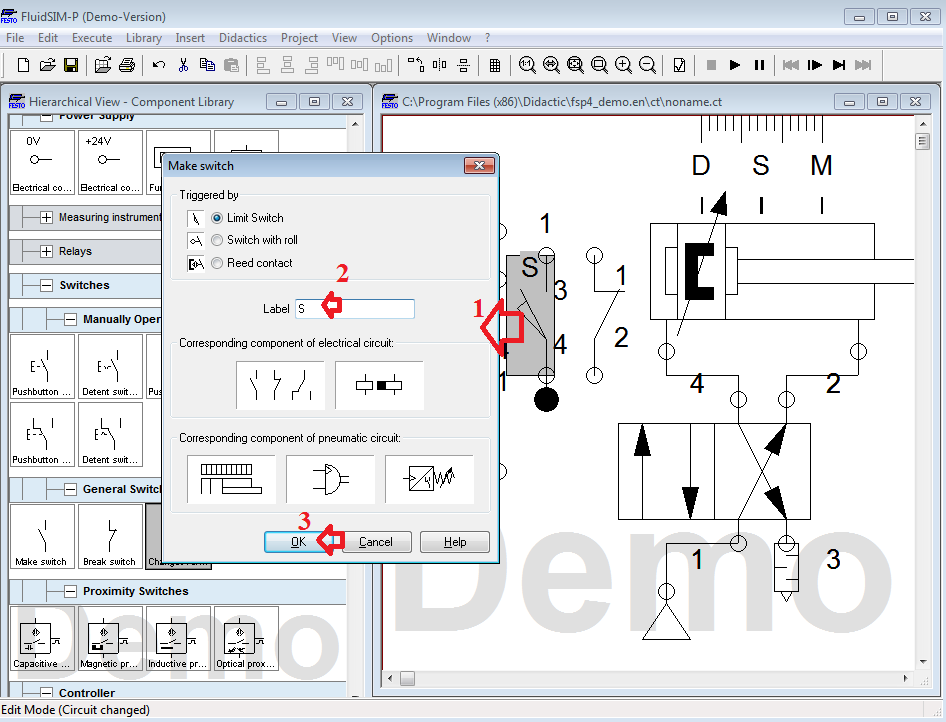 FluidSIM-P (Demo-Version)
File Edit Execute Library Insert Didactics Project View Options Window ?
Hierarchical View - Component Library
C:\Program Files (x86)\Didactic\fsp4_demo.en\ct\noname.ct
FESTO
Power Supply
0V
+24V
Electrical co...
Electrical co...
Measuring instrument
Relays
Switches
Manually Oper
Pushbutton ...
Detent swit...
Pushbutton ...
Detent swit...
General Switch
Make switch
Break switch
Proximity Switches
Capacitive ...
Magnetic pr...
Inductive pr...
Optical prox...
Controller
Make switch
Triggered by
Limit Switch
Switch with roll
Reed contact
2
Label S
1
Corresponding component of electrical circuit:
Corresponding component of pneumatic circuit:
3
OK
Cancel
Help
D S M
1
S
3
4
1
1
2
4
2
1
3
Demo
Demo
Edit Mode (Circuit changed)